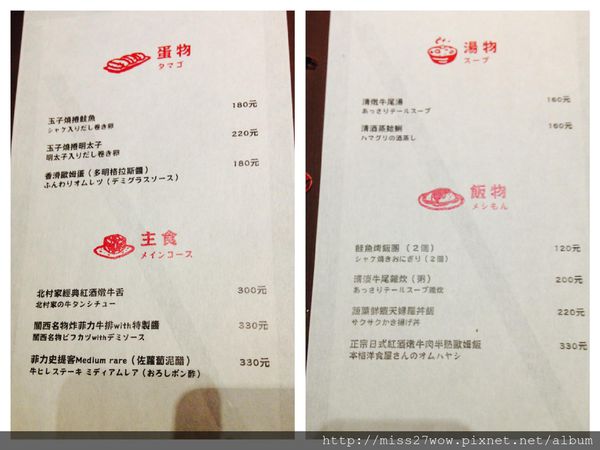 蛋物
タマゴ
玉子燒捲鮭魚 180元
シャケ入りだし巻き卵
玉子燒捲明太子 220元
明太子入りだし巻き卵
香滑歐姆蛋（多明格拉斯醬） 180元
ふんわりオムレツ（デミグラスソース）
主食
メインコース
北村家經典紅酒燉牛舌 300元
北村家の牛タンシチュー
關西名物炸菲力牛排with特製醬 330元
関西名物ビフカツwithデミソース
菲力史提客Medium rare（佐蘿蔔泥醋） 330元
牛ヒレステーキ ミディアムレア（おろしポン酢）
湯物
スープ
清燉牛尾湯 160元
あっさりテールスープ
清酒蒸蛤蜊 160元
ハマグリの酒蒸し
飯物
メシもん
鮭魚烤飯團（2個） 120元
シャケ焼きおにぎり（2個）
清淡牛尾雜炊（粥） 200元
あっさりテールスープ雑炊
蔬菜鮮蝦天婦羅丼飯 220元
サクサクかき揚げ丼
正宗日式紅酒燉牛肉半熟歐姆飯 330元
本格洋食屋さんのオムハヤシ
http://miss27wow.pixnet.net/album